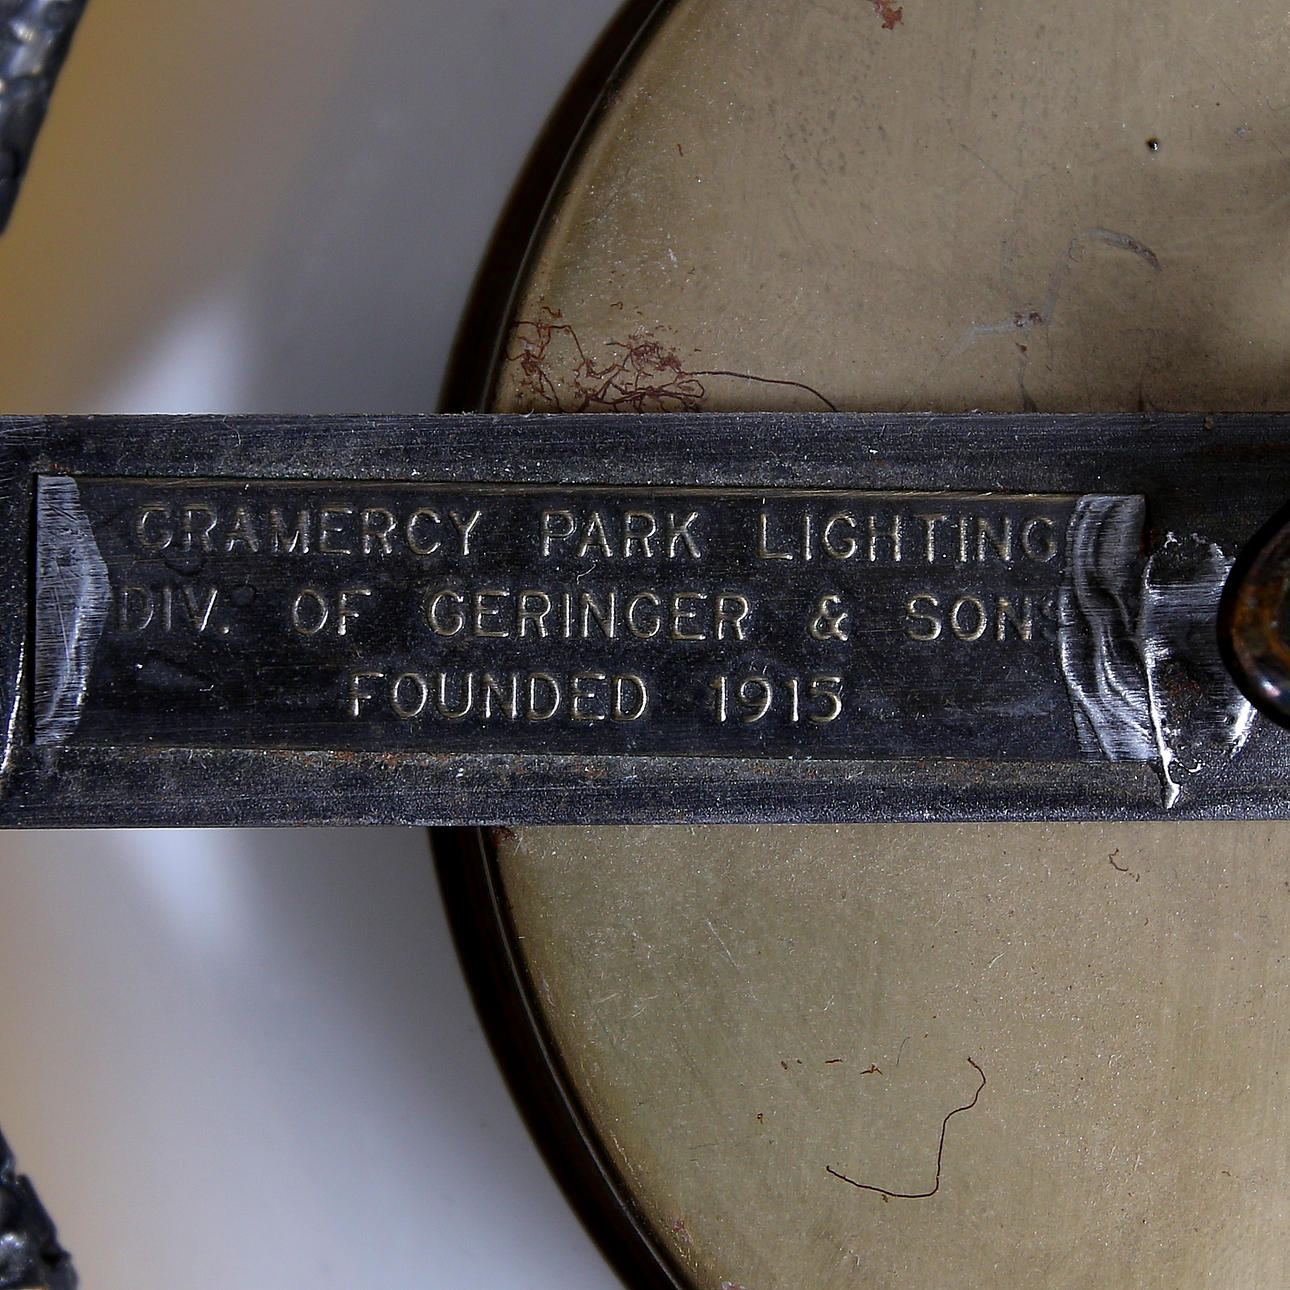 GRAMERCY PARK LIGHTING
DIV. OF GERINGER & SONS
FOUNDED 1915